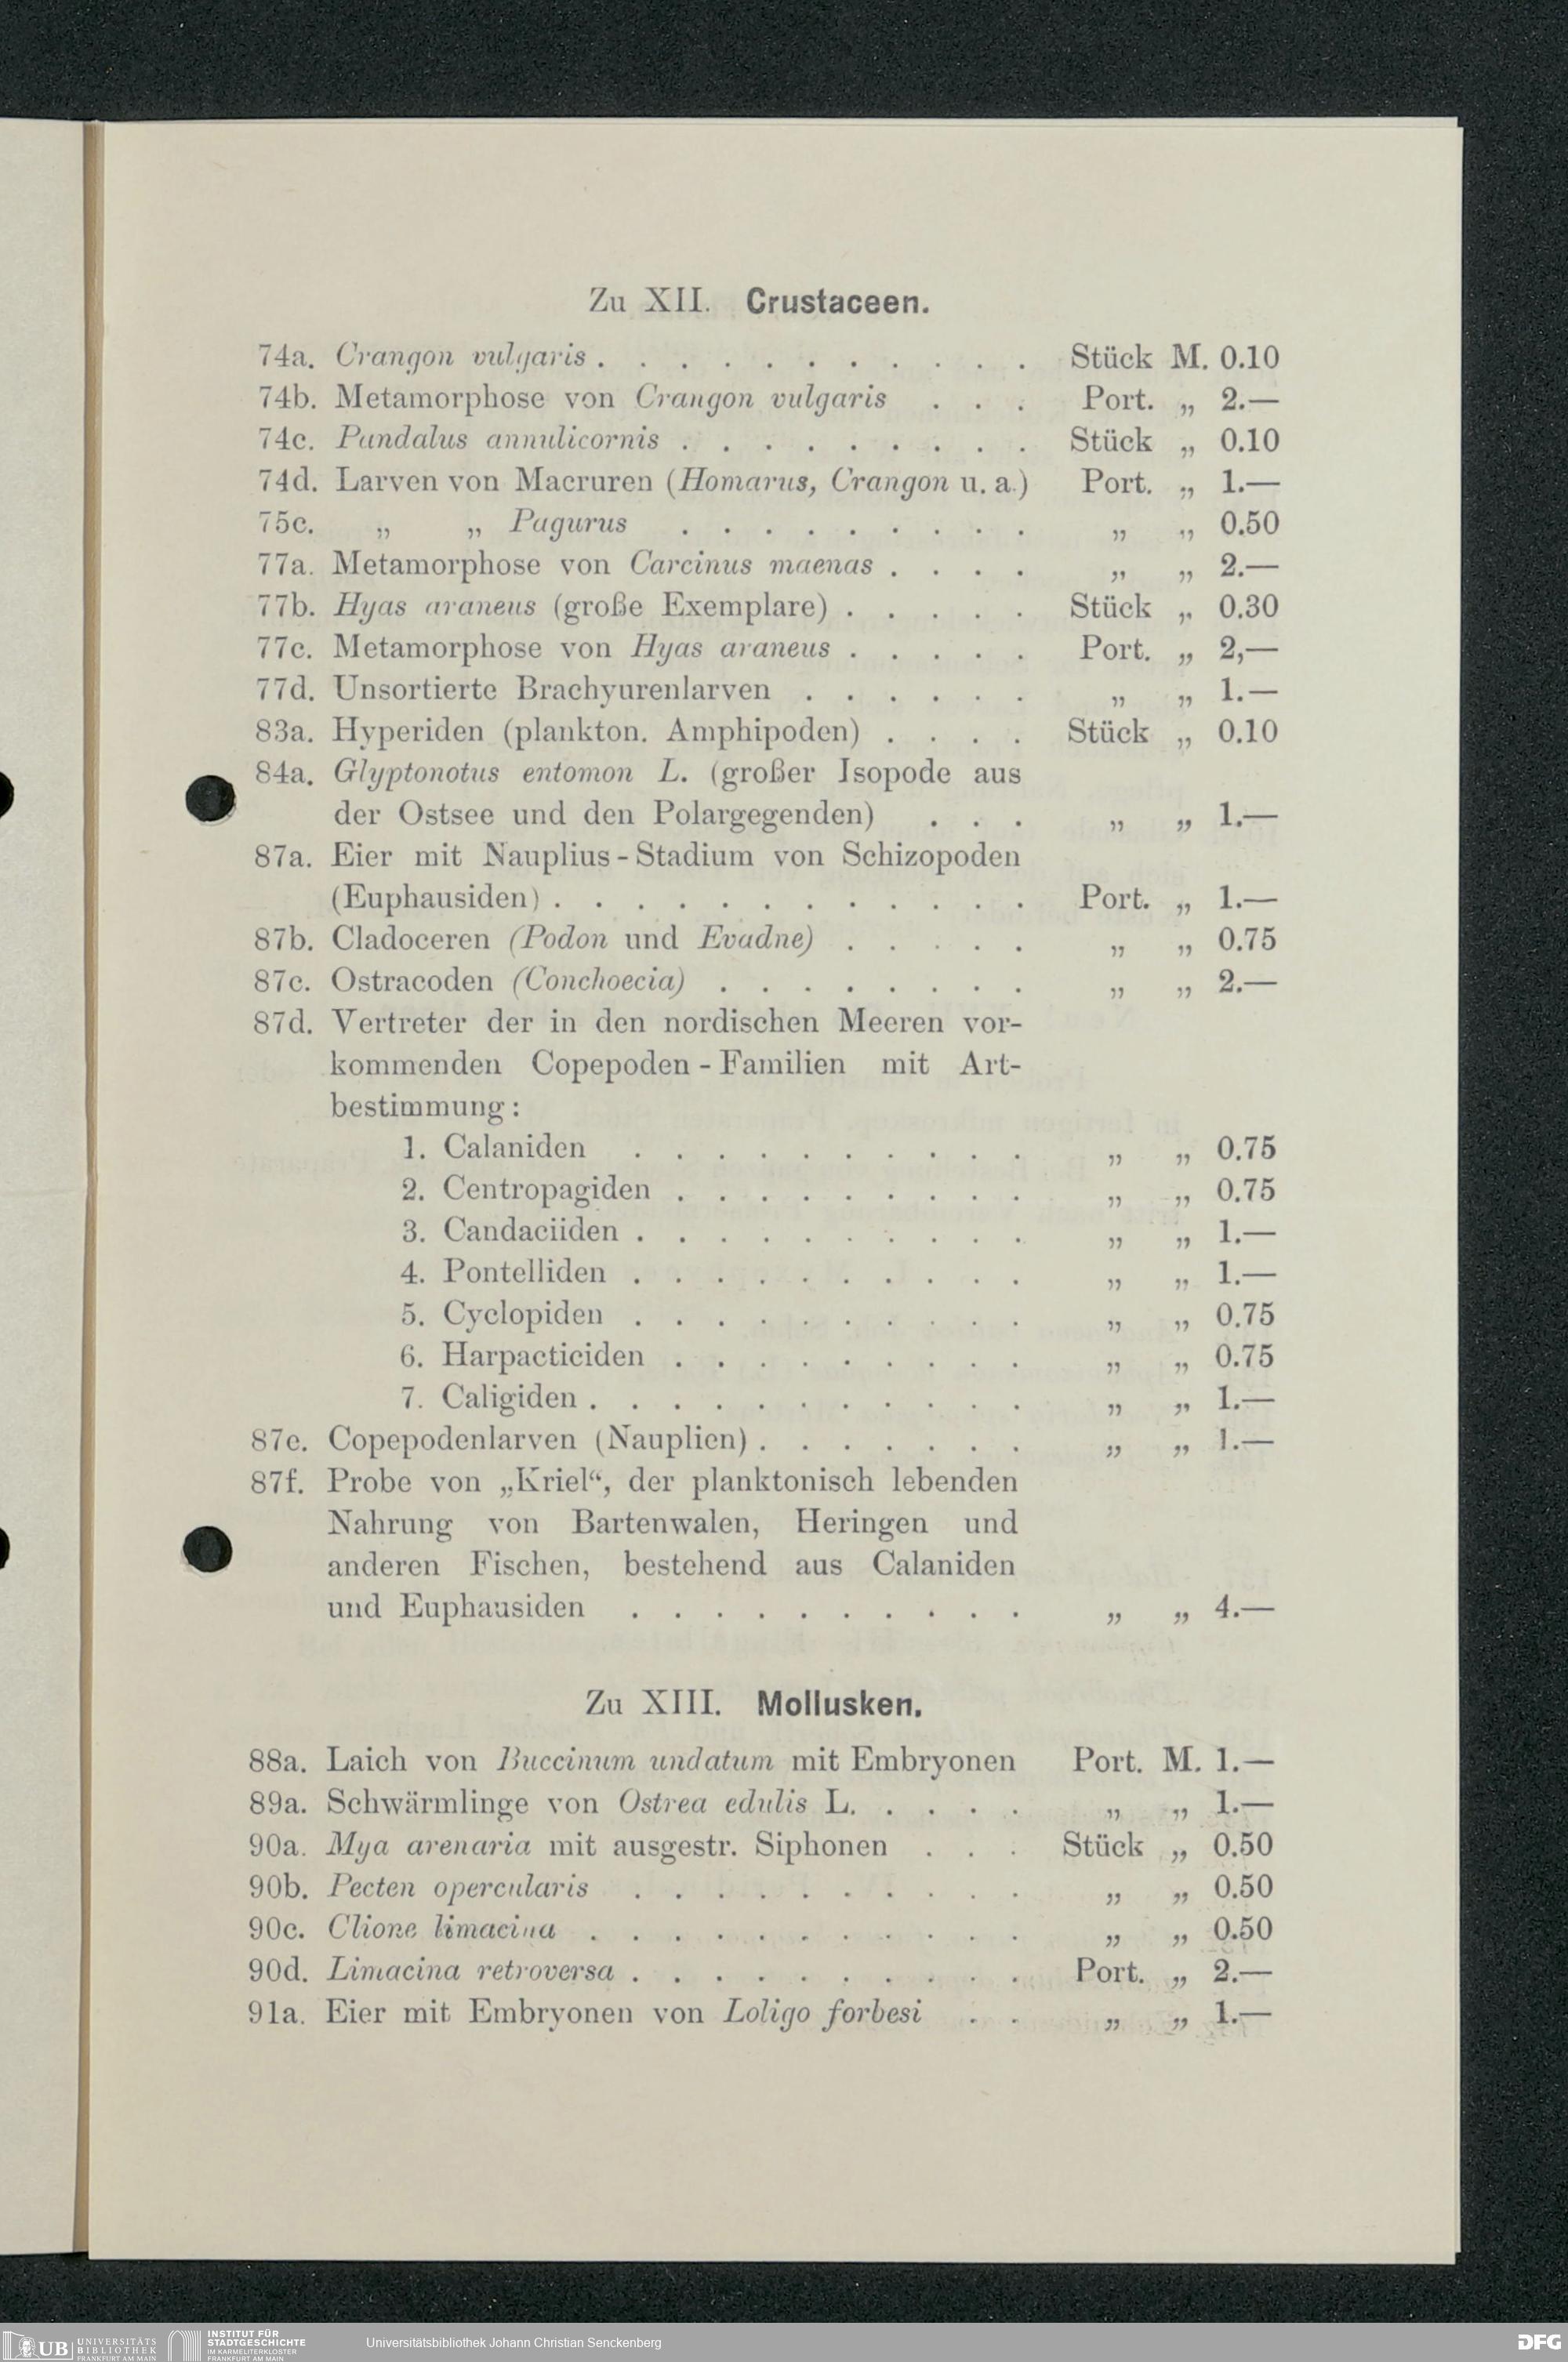 Zu XII. Crustaceen.
74a. Crangon vulgaris . . . . . . . . . . . Stück M. 0.10
74b. Metamorphose von Crangon vulgaris . . . Port. „ 2.—
74c. Pandalus annulicornis . . . . . . . . . Stück „ 0.10
74d. Larven von Macruren (Homarus, Crangon u. a.) Port. „ 1.—
75c. „ „ Pagurus . . . . . . . . . „ „ 0.50
77a. Metamorphose von Carcinus maenas . . . . „ „ 2.—
77b. Hyas araneus (große Exemplare) . . . . . Stück „ 0.30
77c. Metamorphose von Hyas araneus . . . . . Port. „ 2,—
77d. Unsortierte Brachyurenlarven . . . . . . „ „ 1.—
83a. Hyperiden (plankton. Amphipoden) . . . . Stück „ 0.10
84a. Glyptonotus entomon L. (großer Isopode aus
der Ostsee und den Polargegenden) . . . „ „ 1.—
87a. Eier mit Nauplius-Stadium von Schizopoden
(Euphausiden) . . . . . . . . . . . . Port. „ 1.—
87b. Cladoceren (Podon und Evadne) . . . . . „ „ 0.75
87c. Ostracoden (Conchoecia) . . . . . . . . „ „ 2.—
87d. Vertreter der in den nordischen Meeren vor-
kommenden Copepoden-Familien mit Art-
bestimmung:
1. Calaniden . . . . . . . . . . „ „ 0.75
2. Centropagiden . . . . . . . . . „ „ 0.75
3. Candaciiden . . . . . . . . . . „ „ 1.—
4. Pontelliden . . . . . . . . . . „ „ 1.—
5. Cyclopiden . . . . . . . . . . „ „ 0.75
6. Harpacticiden . . . . . . . . . „ „ 0.75
7. Caligiden . . . . . . . . . . . „ „ 1.—
87e. Copepodenlarven (Nauplien) . . . . . . . „ „ 1.—
87f. Probe von „Kriel“, der planktonisch lebenden
Nahrung von Bartenwalen, Heringen und
anderen Fischen, bestehend aus Calaniden
und Euphausiden . . . . . . . . . . „ „ 4.—
Zu XIII. Mollusken.
88a. Laich von Buccinum undatum mit Embryonen Port. M. 1.—
89a. Schwärmlinge von Ostrea edulis L. . . . . „ „ 1.—
90a. Mya arenaria mit ausgestr. Siphonen . . . Stück „ 0.50
90b. Pecten opercularis . . . . . . . . . . „ „ 0.50
90c. Clione limacina . . . . . . . . . . . „ „ 0.50
90d. Limacina retroversa . . . . . . . . . . Port. „ 2.—
91a. Eier mit Embryonen von Loligo forbesi . . „ „ 1.—
UB UNIVERSITÄTS
BIBLIOTHEK
FRANKFURT AM MAIN
INSTITUT FÜR
STADTGESCHICHTE
IM KARMELITERKLOSTER
FRANKFURT AM MAIN
Universitätsbibliothek Johann Christian Senckenberg
DFG